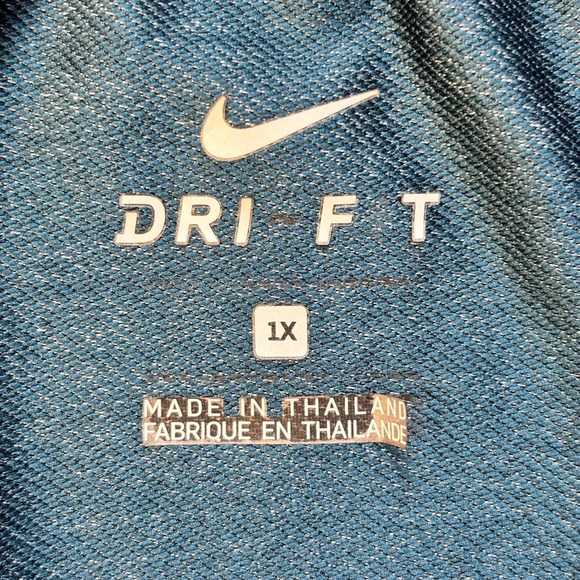 DRI-F T
1X
MADE IN THAILAND
FABRIQUE EN THAILANDE